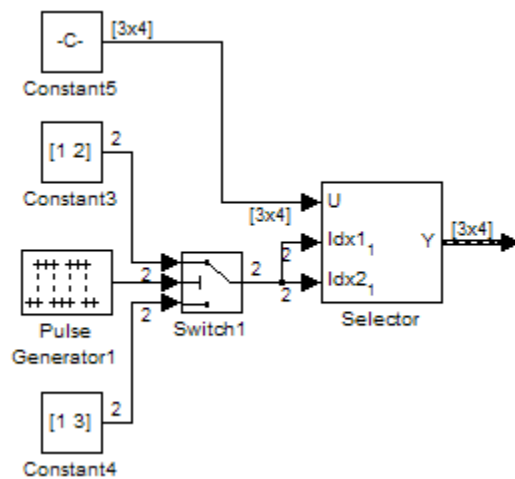 -C-
[3x4]
Constant5
[1 2]
2
Constant3
[3x4]
U
Idx1 1
Y
[3x4]
2
2
2
Idx2 1
2
2
Selector
Pulse
Generator1
Switch1
[1 3]
2
Constant4